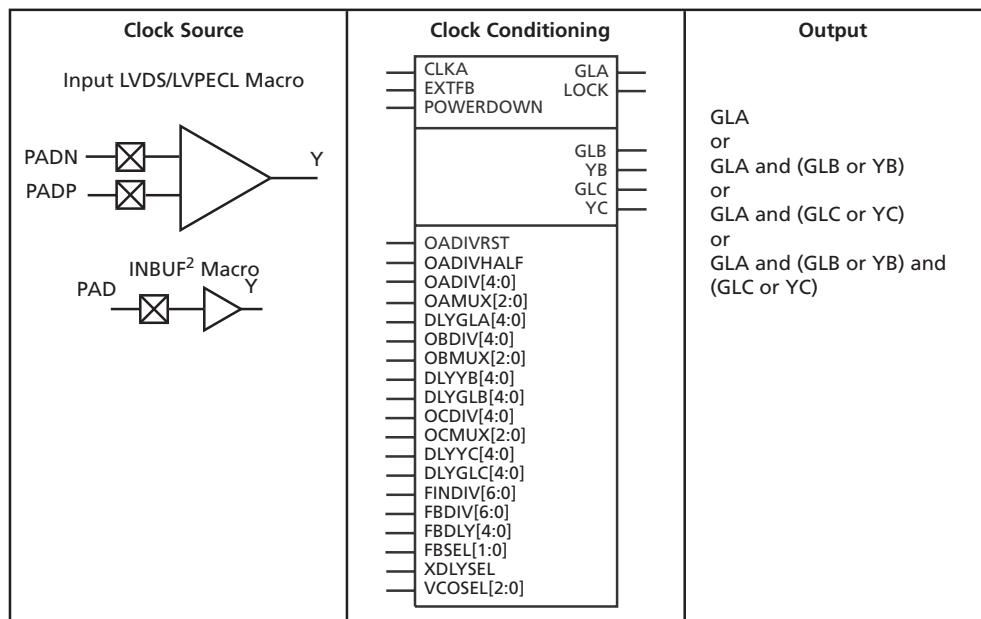 Clock Source
Input LVDS/LVPECL Macro
PADN
PADP
Y
INBUF² Macro
PAD
Y
Clock Conditioning
CLKA
EXTFB
POWERDOWN
GLA
LOCK
GLB
YB
GLC
YC
OADIVRST
OADIVHALF
OADIV[4:0]
OAMUX[2:0]
DLYGLA[4:0]
OBDIV[4:0]
OBMUX[2:0]
DLYYB[4:0]
DLYGLB[4:0]
OCDIV[4:0]
OCMUX[2:0]
DLYYC[4:0]
DLYGLC[4:0]
FINDIV[6:0]
FBDIV[6:0]
FBDLY[4:0]
FBSEL[1:0]
XDLYSEL
VCOSEL[2:0]
Output
GLA
or
GLA and (GLB or YB)
or
GLA and (GLC or YC)
or
GLA and (GLB or YB) and
(GLC or YC)